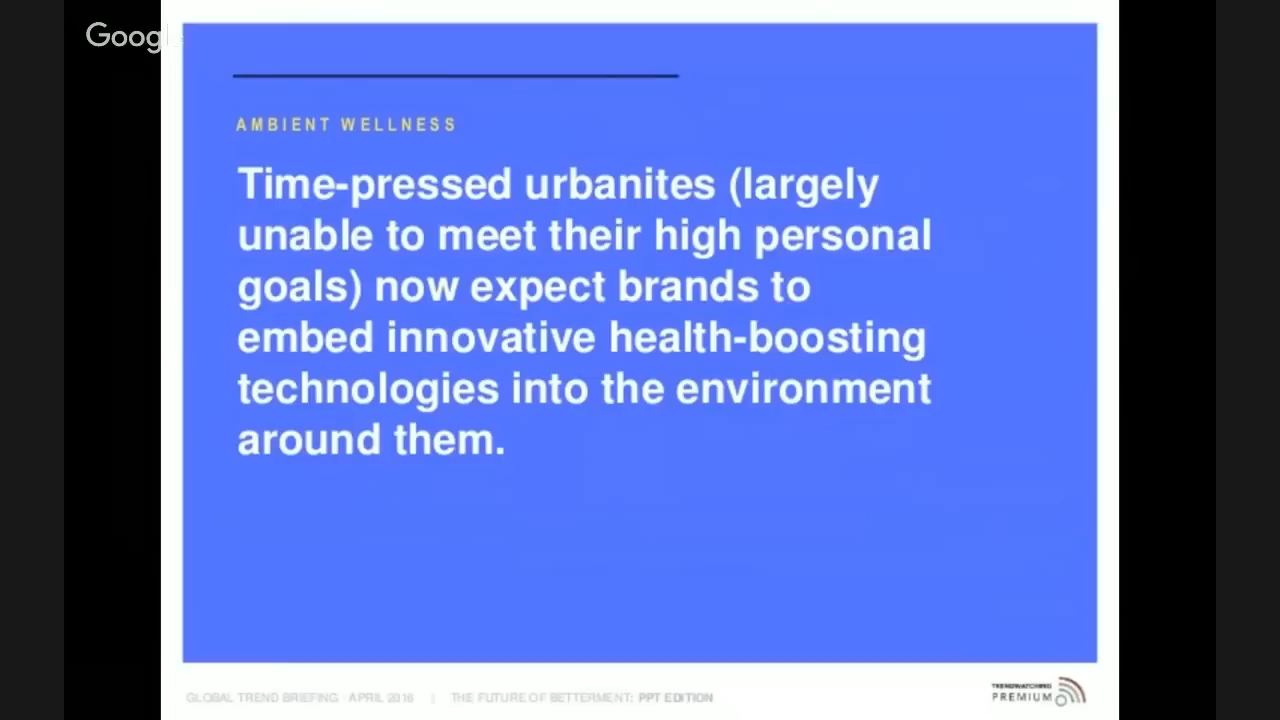 Google
AMBIENT WELLNESS
Time-pressed urbanites (largely
unable to meet their high personal
goals) now expect brands to
embed innovative health-boosting
technologies into the environment
around them.
GLOBAL TREND BRIEFING · APRIL 2016 | THE FUTURE OF BETTERMENT: PPT EDITION
TRENDWATCHING
PREMIUM